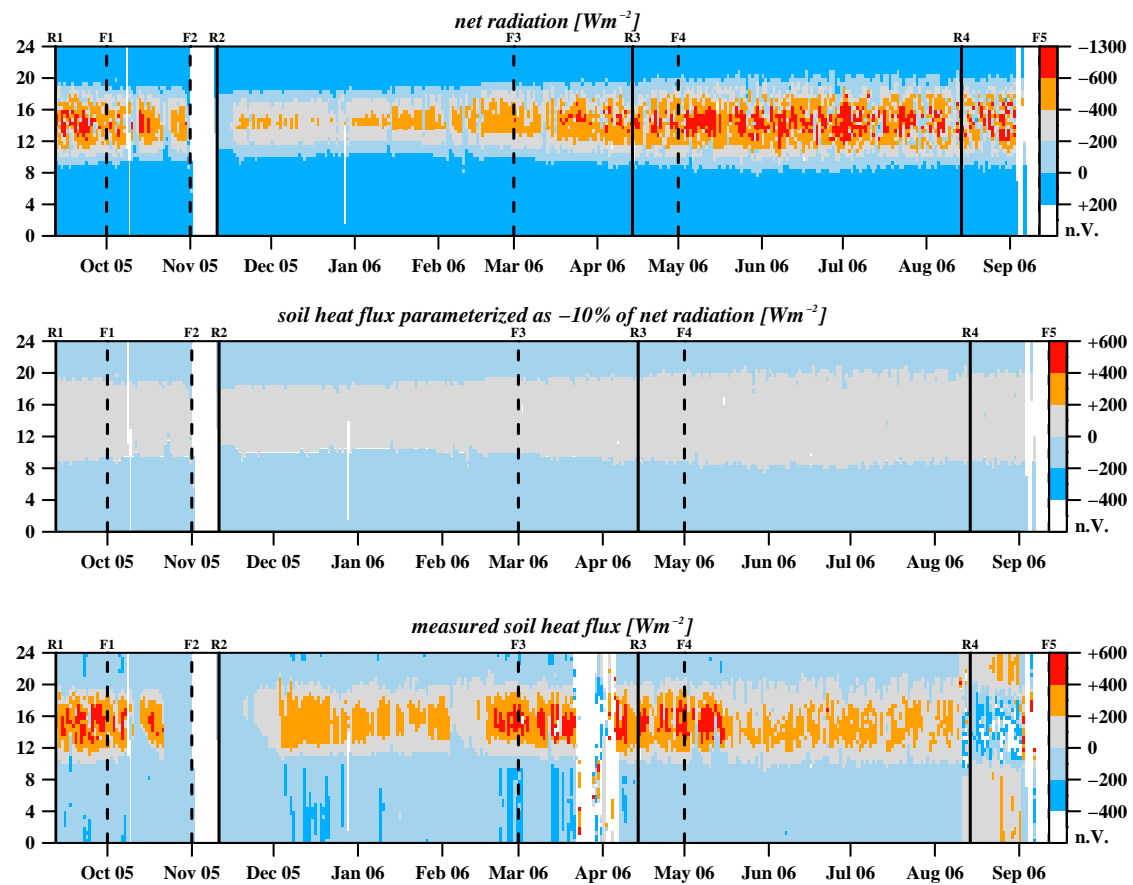 net radiation [Wm⁻²]
R1 F1 F2 R2 F3 R3 F4 R4 F5
24 20 16 12 8 4 0
−1300 −600 −400 −200 0 +200 n.V.
Oct 05 Nov 05 Dec 05 Jan 06 Feb 06 Mar 06 Apr 06 May 06 Jun 06 Jul 06 Aug 06 Sep 06
soil heat flux parameterized as −10% of net radiation [Wm⁻²]
R1 F1 F2 R2 F3 R3 F4 R4 F5
24 20 16 12 8 4 0
+600 +400 +200 0 −200 −400 n.V.
Oct 05 Nov 05 Dec 05 Jan 06 Feb 06 Mar 06 Apr 06 May 06 Jun 06 Jul 06 Aug 06 Sep 06
measured soil heat flux [Wm⁻²]
R1 F1 F2 R2 F3 R3 F4 R4 F5
24 20 16 12 8 4 0
+600 +400 +200 0 −200 −400 n.V.
Oct 05 Nov 05 Dec 05 Jan 06 Feb 06 Mar 06 Apr 06 May 06 Jun 06 Jul 06 Aug 06 Sep 06